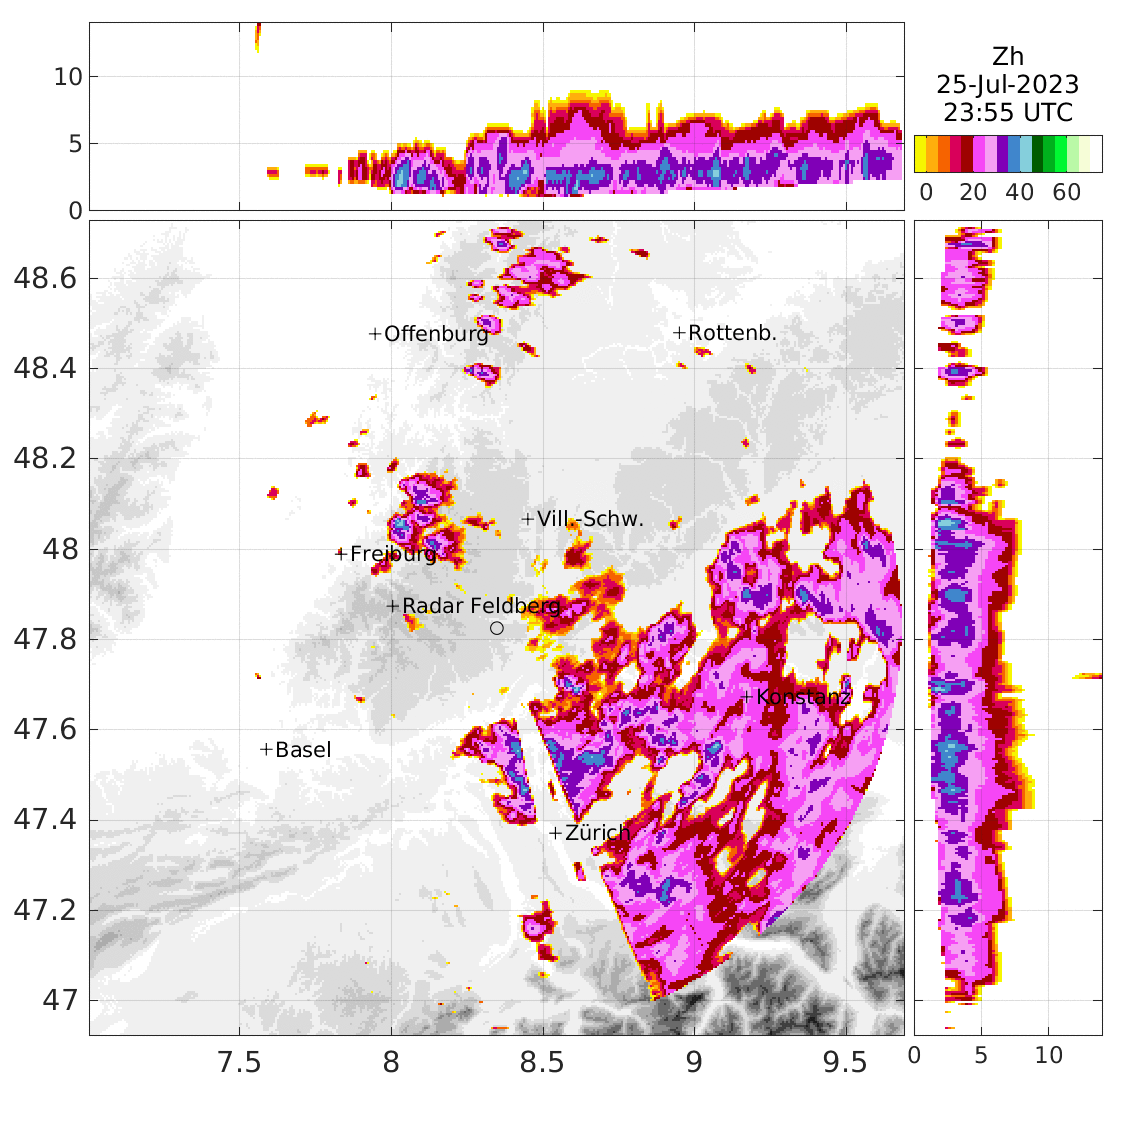 10
5
0
Zh
25-Jul-2023
23:55 UTC
0 20 40 60
48.6
+Offenburg
+Rottenb.
48.4
48.2
+Vill.-Schw.
48
+Freiburg
+Radar Feldberg
47.8
+Konstanz
47.6
+Basel
47.4
+Zürich
47.2
47
7.5 8 8.5 9 9.5
0 5 10